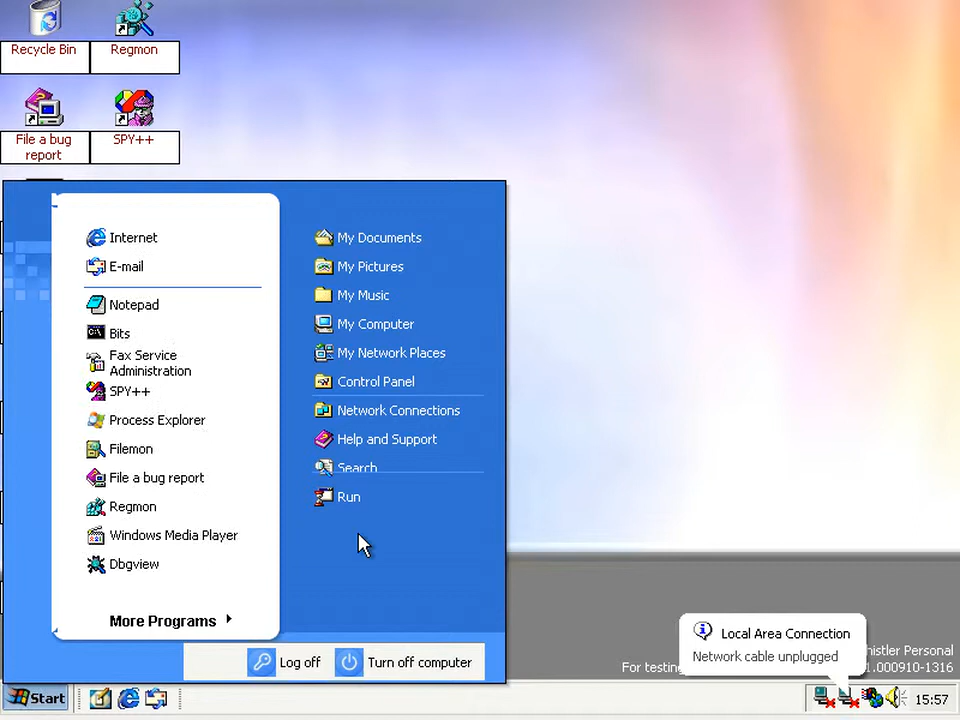 Recycle Bin
Regmon
File a bug
report
SPY++
Internet
E-mail
Notepad
Bits
Fax Service
Administration
SPY++
Process Explorer
Filemon
File a bug report
Regmon
Windows Media Player
Dbgview
More Programs
My Documents
My Pictures
My Music
My Computer
My Network Places
Control Panel
Network Connections
Help and Support
Search
Run
Log off
Turn off computer
Local Area Connection
Network cable unplugged
histler Personal
For testin
1.000910-1316
Start
15:57